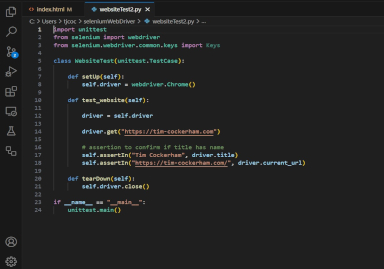 index.html M
websiteTest2.py
C: > Users > tjcoc > seleniumWebDriver > websiteTest2.py > ...
1 import unittest
2 from selenium import webdriver
3 from selenium.webdriver.common.keys import Keys
4
5 class WebsiteTest(unittest.TestCase):
6
7 def setUp(self):
8 self.driver = webdriver.Chrome()
9
10 def test_website(self):
11
12 driver = self.driver
13
14 driver.get("https://tim-cockerham.com")
15
16 # assertion to confirm if title has name
17 self.assertIn("Tim Cockerham", driver.title)
18 self.assertIn("https://tim-cockerham.com/", driver.current_url)
19
20 def tearDown(self):
21 self.driver.close()
22
23 if __name__ == "__main__":
24 unittest.main()